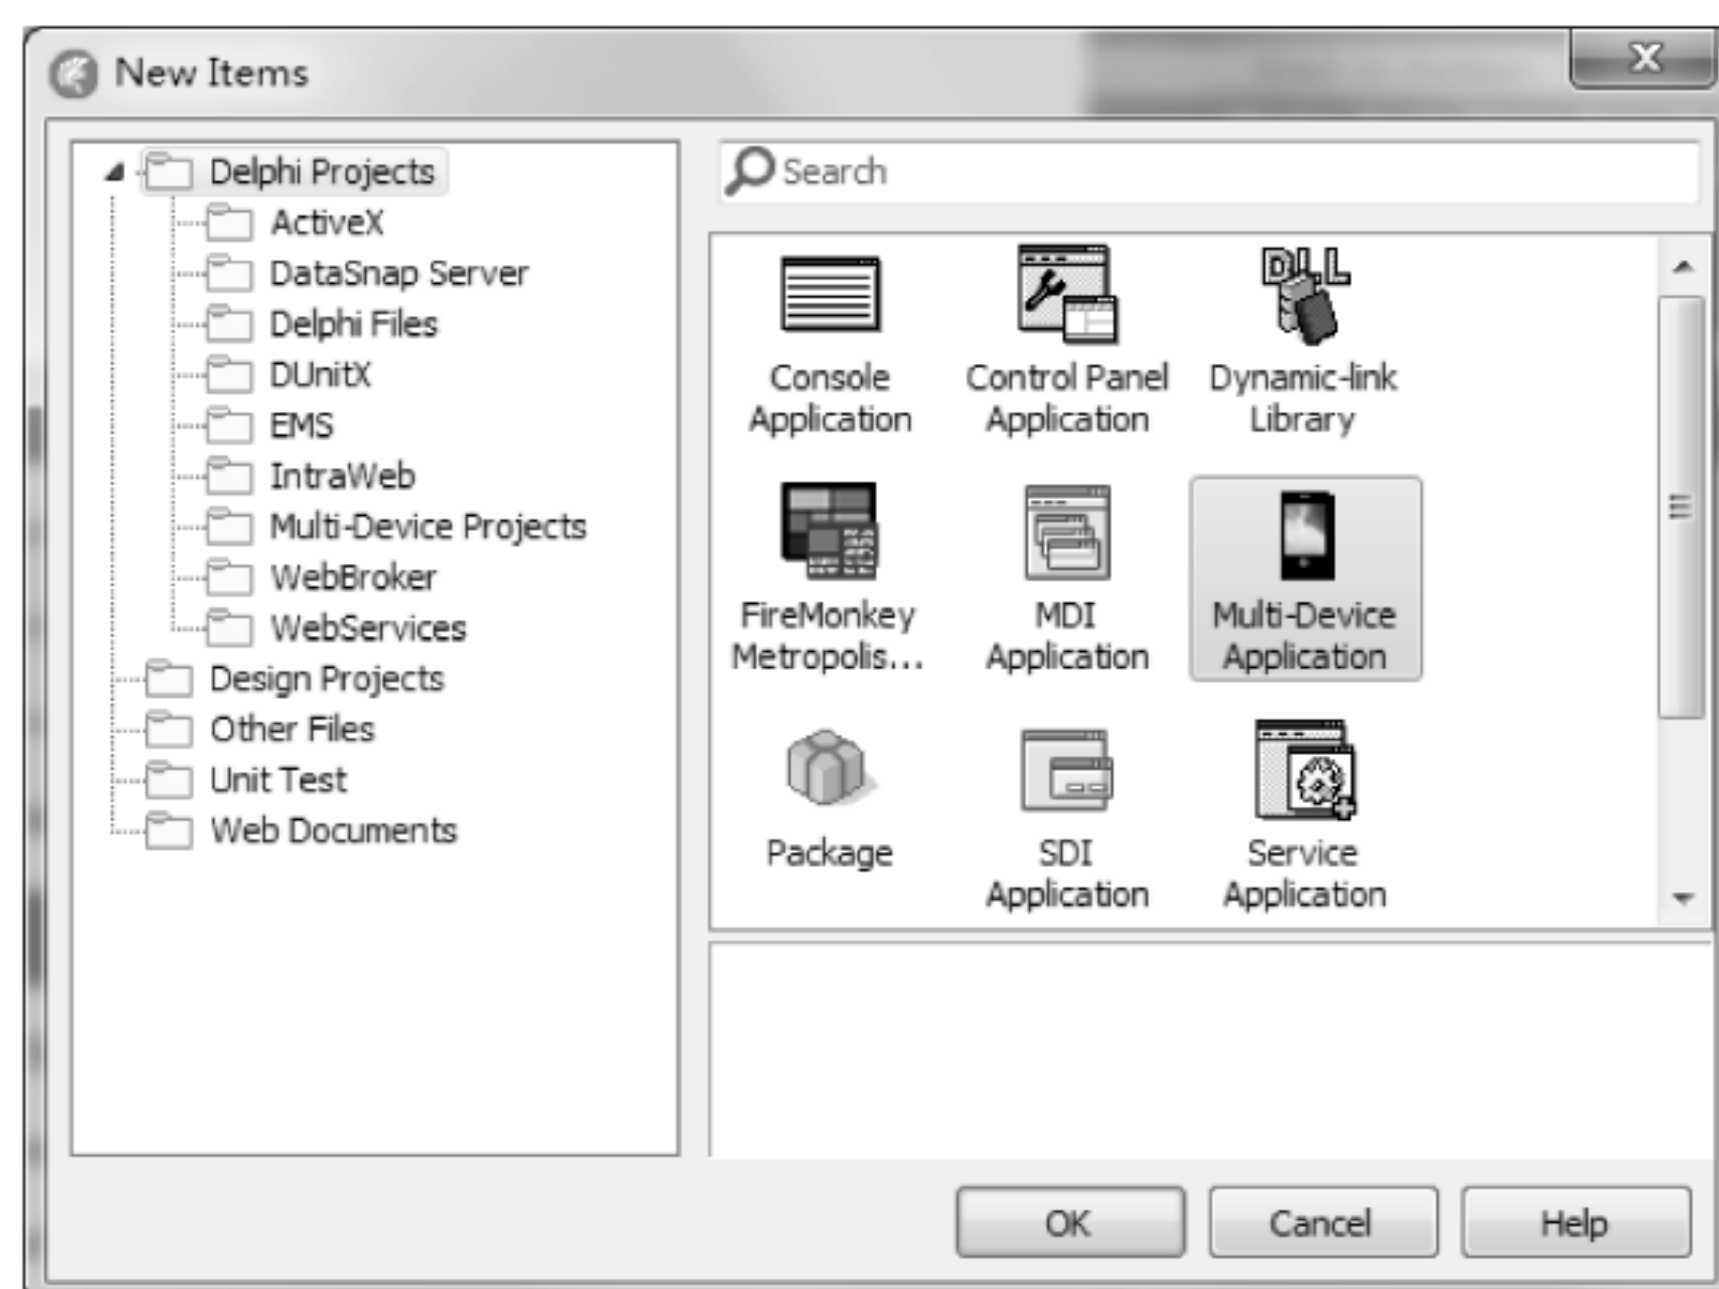 New Items
Delphi Projects
ActiveX
DataSnap Server
Delphi Files
DUnitX
EMS
IntraWeb
Multi-Device Projects
WebBroker
WebServices
Design Projects
Other Files
Unit Test
Web Documents
Search
Console
Application
Control Panel
Application
DLL
Dynamic-link
Library
FireMonkey
Metropolis...
MDI
Application
Multi-Device
Application
Package
SDI
Application
Service
Application
OK
Cancel
Help